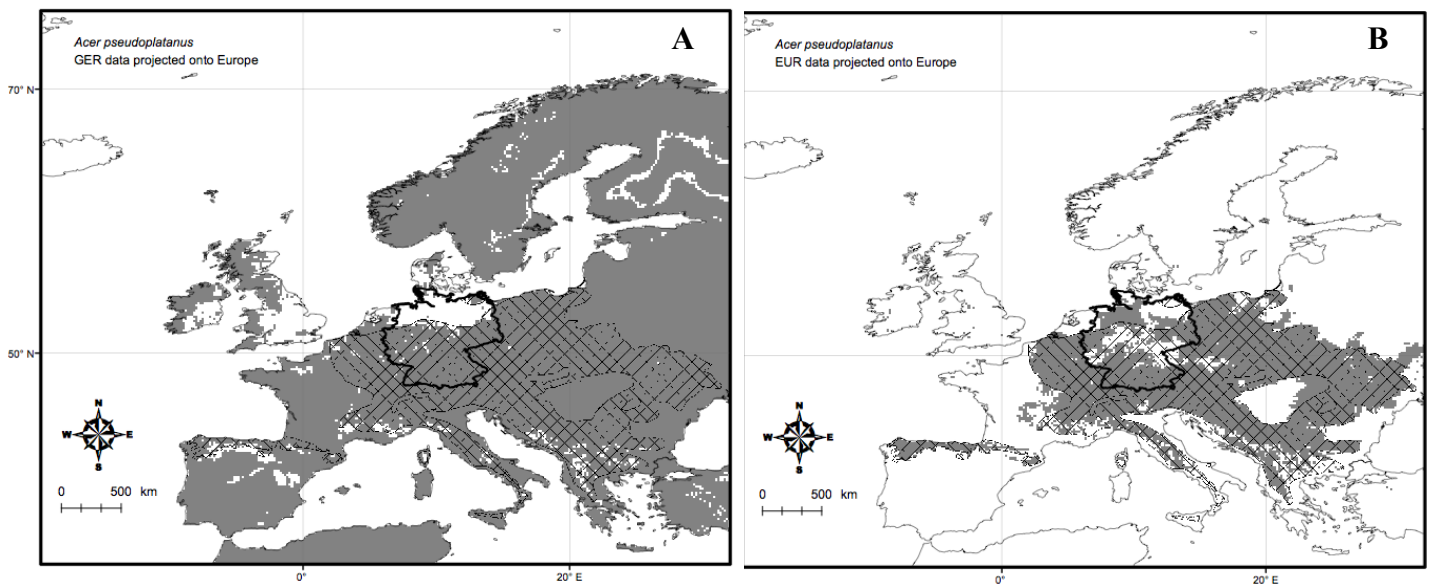 Acer pseudoplatanus
GER data projected onto Europe
A
70° N
50° N
N
W E
S
0 500 km
0° 20° E
Acer pseudoplatanus
EUR data projected onto Europe
B
N
W E
S
0 500 km
0° 20° E